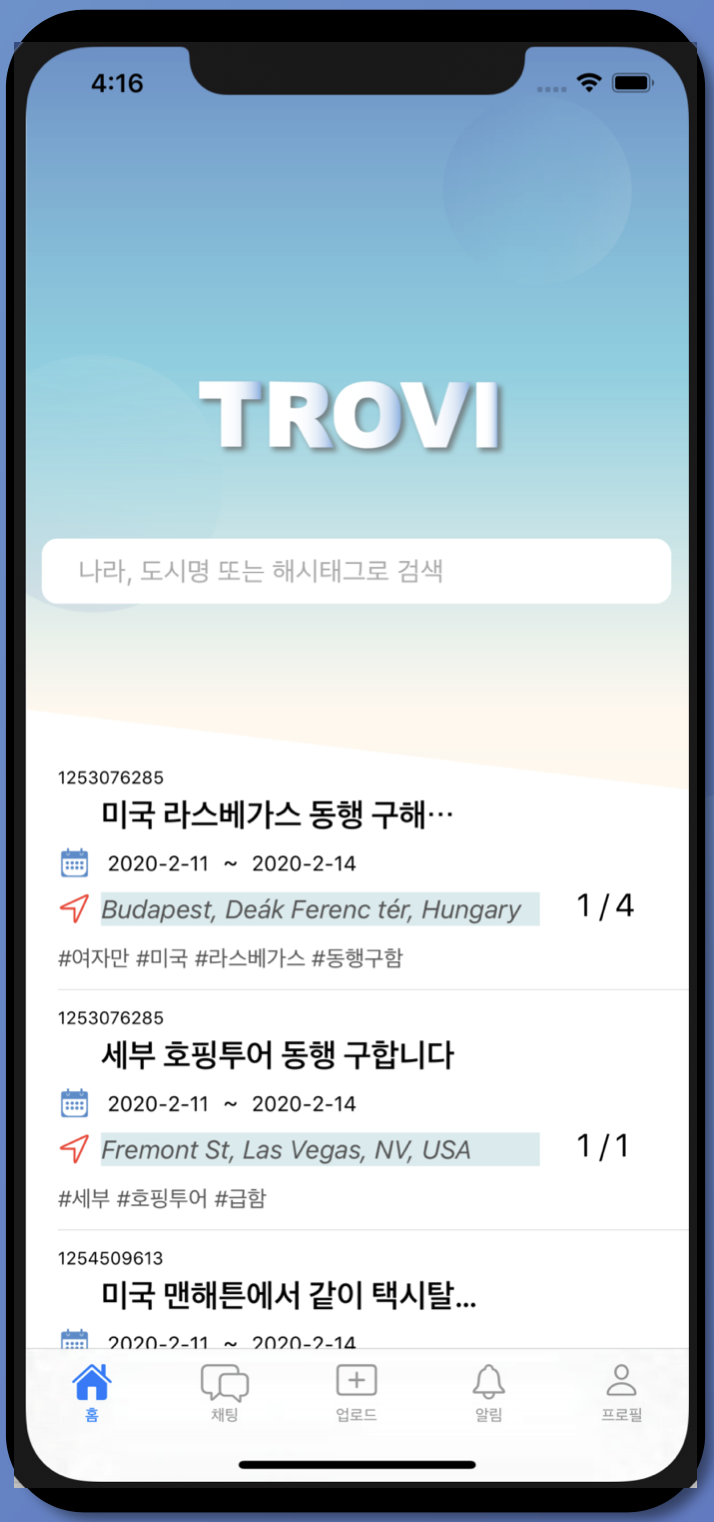 4:16
TROVI
나라, 도시명 또는 해시태그로 검색
1253076285
미국 라스베가스 동행 구해…
2020-2-11 ~ 2020-2-14
Budapest, Deák Ferenc tér, Hungary
1 / 4
#여자만 #미국 #라스베가스 #동행구함
1253076285
세부 호핑투어 동행 구합니다
2020-2-11 ~ 2020-2-14
Fremont St, Las Vegas, NV, USA
1 / 1
#세부 #호핑투어 #급함
1254509613
미국 맨해튼에서 같이 택시탈...
2020-2-11 ~ 2020-2-14
홈 채팅 업로드 알림 프로필